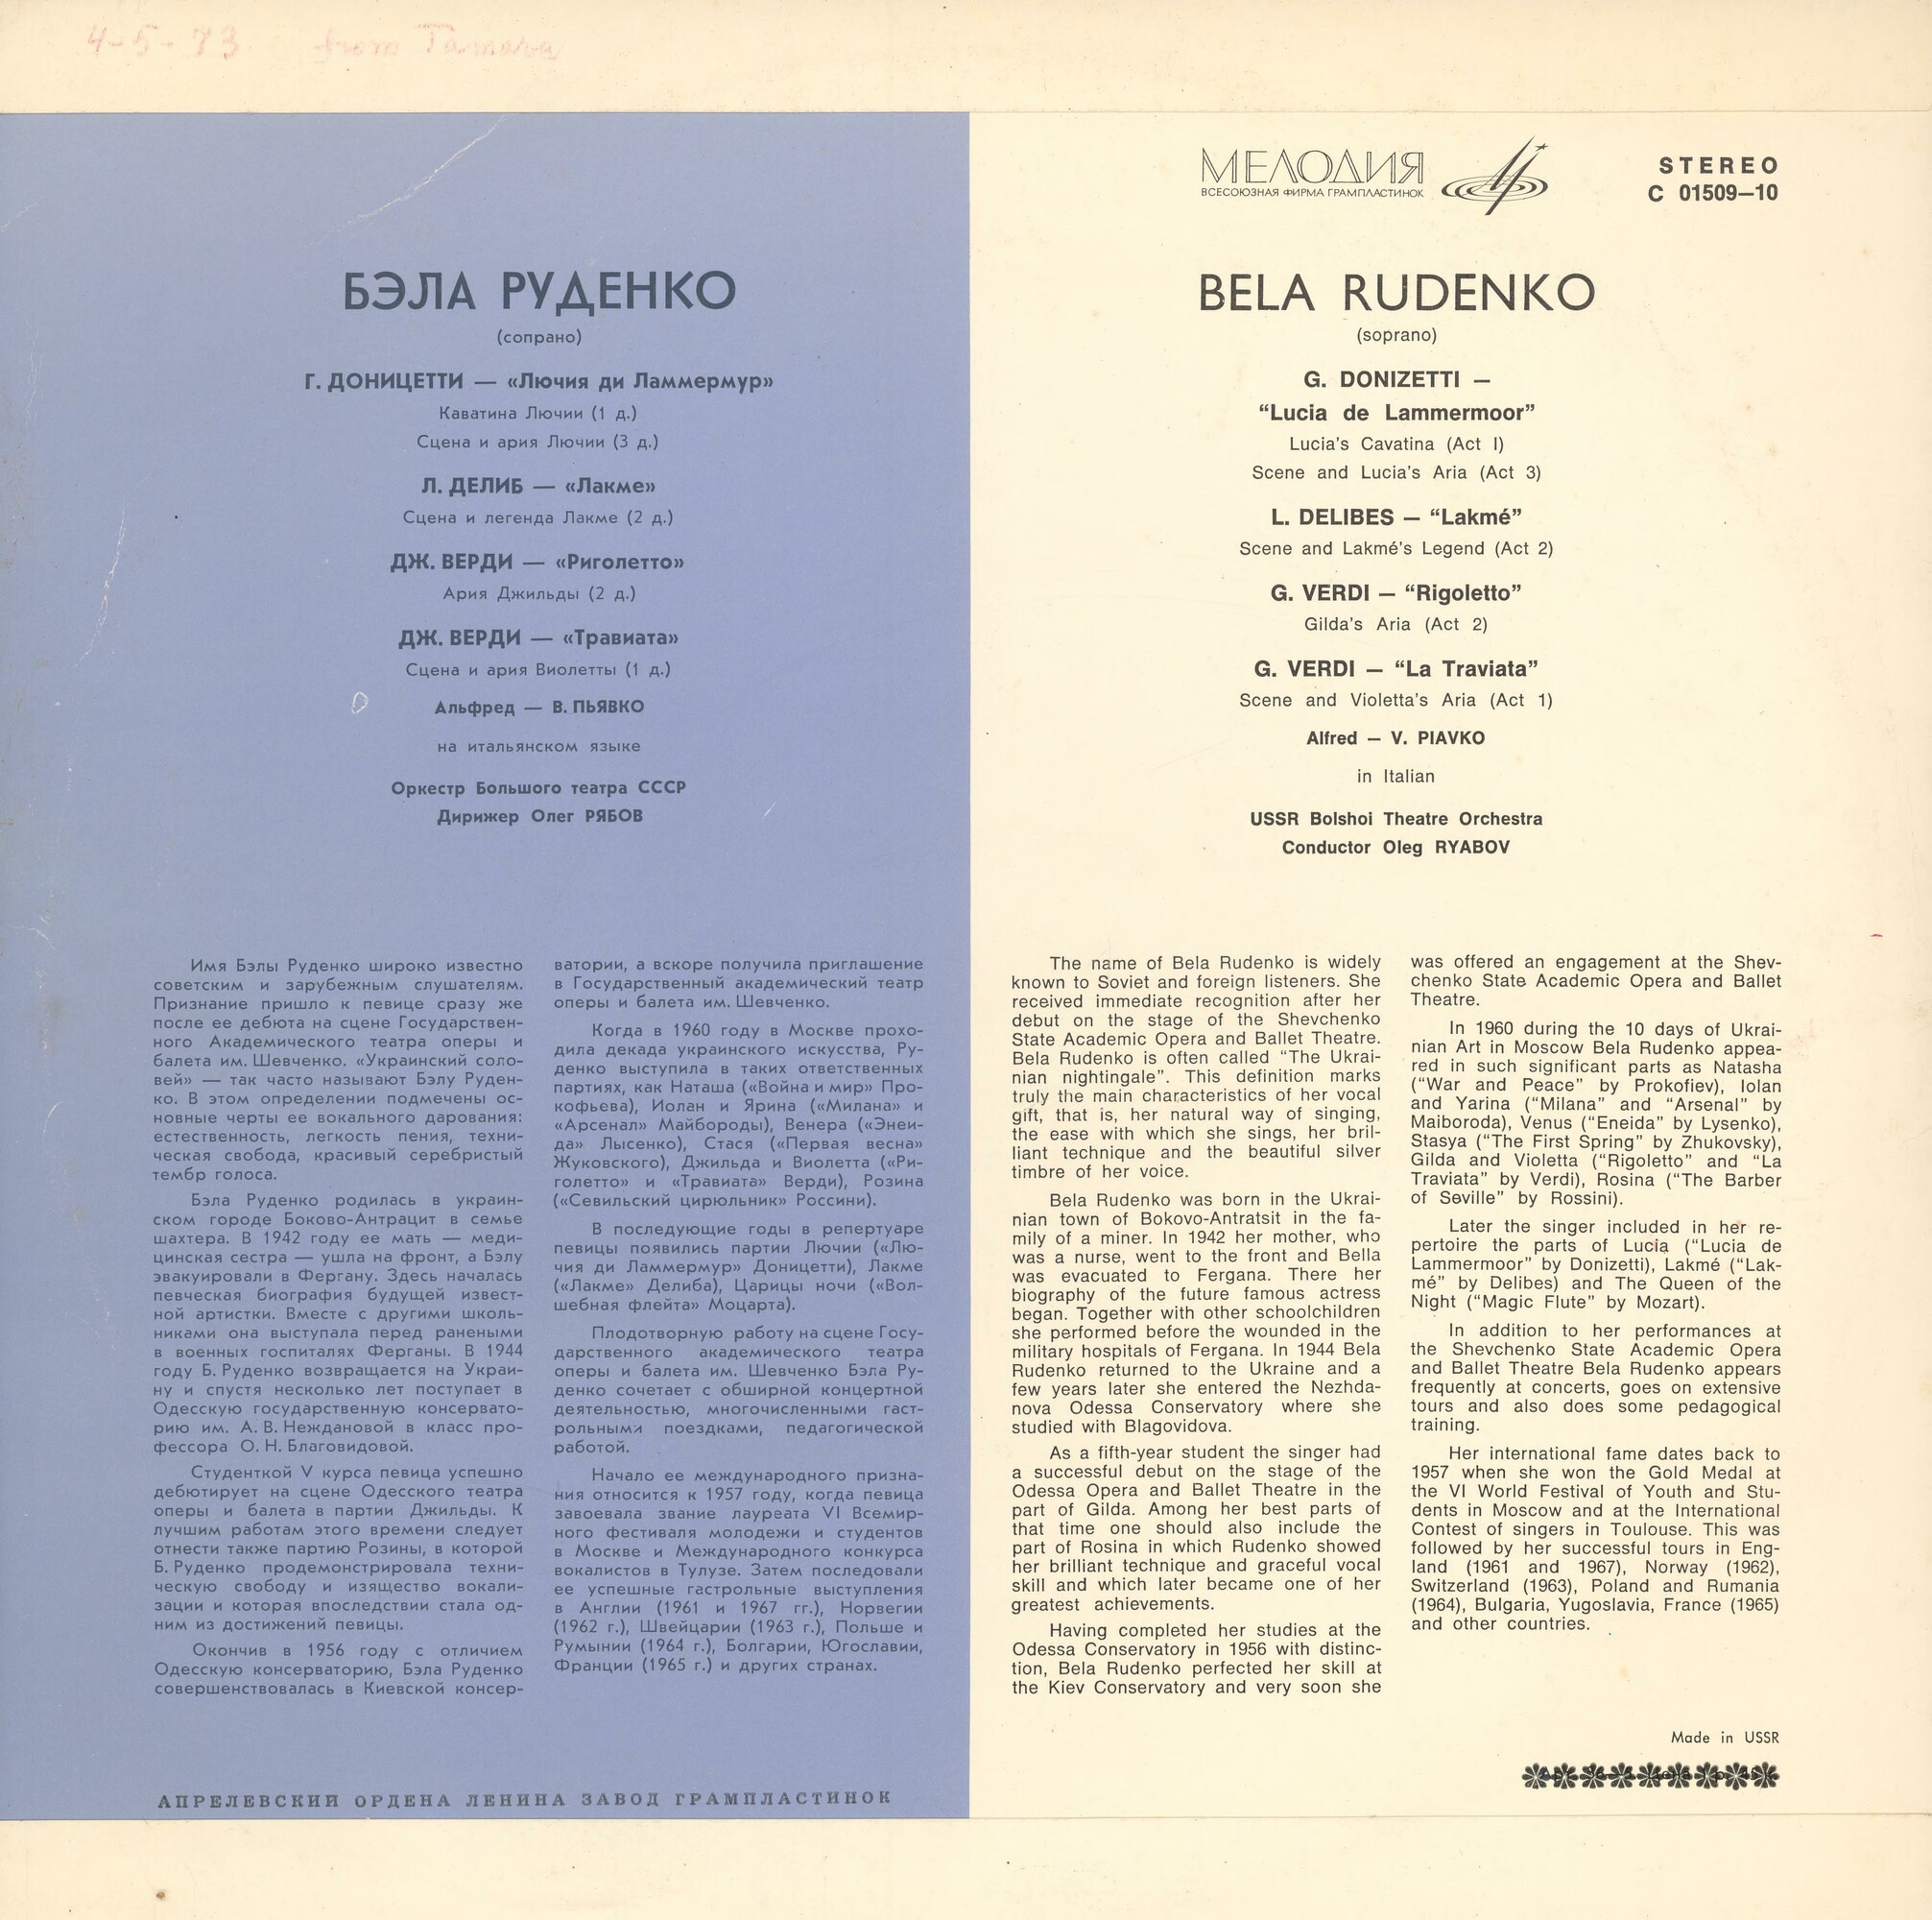 4-5-73 from Tamara
БЭЛА РУДЕНКО
(сопрано)
Г. ДОНИЦЕТТИ — «Лючия ди Ламмермур»
Каватина Лючии (1 д.)
Сцена и ария Лючии (3 д.)
Л. ДЕЛИБ — «Лакме»
Сцена и легенда Лакме (2 д.)
ДЖ. ВЕРДИ — «Риголетто»
Ария Джильды (2 д.)
ДЖ. ВЕРДИ — «Травиата»
Сцена и ария Виолетты (1 д.)
Альфред — В. ПЬЯВКО
на итальянском языке
Оркестр Большого театра СССР
Дирижер Олег РЯБОВ
Имя Бэлы Руденко широко известно
советским и зарубежным слушателям.
Признание пришло к певице сразу же
после ее дебюта на сцене Государствен-
ного Академического театра оперы и
балета им. Шевченко. «Украинский соло-
вей» — так часто называют Бэлу Руден-
ко. В этом определении подмечены ос-
новные черты ее вокального дарования:
естественность, легкость пения, техни-
ческая свобода, красивый серебристый
тембр голоса.
Бэла Руденко родилась в украин-
ском городе Боково-Антрацит в семье
шахтера. В 1942 году ее мать — меди-
цинская сестра — ушла на фронт, а Бэлу
эвакуировали в Фергану. Здесь началась
певческая биография будущей извест-
ной артистки. Вместе с другими школь-
никами она выступала перед ранеными
в военных госпиталях Ферганы. В 1944
году Б. Руденко возвращается на Украи-
ну и спустя несколько лет поступает в
Одесскую государственную консервато-
рию им. А. В. Неждановой в класс про-
фессора О. Н. Благовидовой.
Студенткой V курса певица успешно
дебютирует на сцене Одесского театра
оперы и балета в партии Джильды. К
лучшим работам этого времени следует
отнести также партию Розины, в которой
Б. Руденко продемонстрировала техни-
ческую свободу и изящество вокали-
зации и которая впоследствии стала од-
ним из достижений певицы.
Окончив в 1956 году с отличием
Одесскую консерваторию, Бэла Руденко
совершенствовалась в Киевской консер-
ватории, а вскоре получила приглашение
в Государственный академический театр
оперы и балета им. Шевченко.
Когда в 1960 году в Москве прохо-
дила декада украинского искусства, Ру-
денко выступила в таких ответственных
партиях, как Наташа («Война и мир» Про-
кофьева), Иолан и Ярина («Милана» и
«Арсенал» Майбороды), Венера («Энеи-
да» Лысенко), Стася («Первая весна»
Жуковского), Джильда и Виолетта («Ри-
голетто» и «Травиата» Верди), Розина
(«Севильский цирюльник» Россини).
В последующие годы в репертуаре
певицы появились партии Лючии («Лю-
чия ди Ламмермур» Доницетти), Лакме
(«Лакме» Делиба), Царицы ночи («Вол-
шебная флейта» Моцарта).
Плодотворную работу на сцене Госу-
дарственного академического театра
оперы и балета им. Шевченко Бэла Ру-
денко сочетает с обширной концертной
деятельностью, многочисленными гаст-
рольными поездками, педагогической
работой.
Начало ее международного призна-
ния относится к 1957 году, когда певица
завоевала звание лауреата VI Всемир-
ного фестиваля молодежи и студентов
в Москве и Международного конкурса
вокалистов в Тулузе. Затем последовали
ее успешные гастрольные выступления
в Англии (1961 и 1967 гг.), Норвегии
(1962 г.), Швейцарии (1963 г.), Польше и
Румынии (1964 г.), Болгарии, Югославии,
Франции (1965 г.) и других странах.
АПРЕЛЕВСКИЙ ОРДЕНА ЛЕНИНА ЗАВОД ГРАМПЛАСТИНОК
МЕЛОДИЯ
ВСЕСОЮЗНАЯ ФИРМА ГРАМПЛАСТИНОК
STEREO
С 01509—10
BELA RUDENKO
(soprano)
G. DONIZETTI —
“Lucia de Lammermoor”
Lucia’s Cavatina (Act I)
Scene and Lucia’s Aria (Act 3)
L. DELIBES — “Lakmé”
Scene and Lakmé’s Legend (Act 2)
G. VERDI — “Rigoletto”
Gilda’s Aria (Act 2)
G. VERDI — “La Traviata”
Scene and Violetta’s Aria (Act 1)
Alfred — V. PIAVKO
in Italian
USSR Bolshoi Theatre Orchestra
Conductor Oleg RYABOV
The name of Bela Rudenko is widely
known to Soviet and foreign listeners. She
received immediate recognition after her
debut on the stage of the Shevchenko
State Academic Opera and Ballet Theatre.
Bela Rudenko is often called “The Ukrai-
nian nightingale”. This definition marks
truly the main characteristics of her vocal
gift, that is, her natural way of singing,
the ease with which she sings, her bril-
liant technique and the beautiful silver
timbre of her voice.
Bela Rudenko was born in the Ukrai-
nian town of Bokovo-Antratsit in the fa-
mily of a miner. In 1942 her mother, who
was a nurse, went to the front and Bella
was evacuated to Fergana. There her
biography of the future famous actress
began. Together with other schoolchildren
she performed before the wounded in the
military hospitals of Fergana. In 1944 Bela
Rudenko returned to the Ukraine and a
few years later she entered the Nezhda-
nova Odessa Conservatory where she
studied with Blagovidova.
As a fifth-year student the singer had
a successful debut on the stage of the
Odessa Opera and Ballet Theatre in the
part of Gilda. Among her best parts of
that time one should also include the
part of Rosina in which Rudenko showed
her brilliant technique and graceful vocal
skill and which later became one of her
greatest achievements.
Having completed her studies at the
Odessa Conservatory in 1956 with distinc-
tion, Bela Rudenko perfected her skill at
the Kiev Conservatory and very soon she
was offered an engagement at the Shev-
chenko State Academic Opera and Ballet
Theatre.
In 1960 during the 10 days of Ukrai-
nian Art in Moscow Bela Rudenko appea-
red in such significant parts as Natasha
(“War and Peace” by Prokofiev), Iolan
and Yarina (“Milana” and “Arsenal” by
Maiboroda), Venus (“Eneida” by Lysenko),
Stasya (“The First Spring” by Zhukovsky),
Gilda and Violetta (“Rigoletto” and “La
Traviata” by Verdi), Rosina (“The Barber
of Seville” by Rossini).
Later the singer included in her re-
pertoire the parts of Lucia (“Lucia de
Lammermoor” by Donizetti), Lakmé (“Lak-
mé” by Delibes) and The Queen of the
Night (“Magic Flute” by Mozart).
In addition to her performances at
the Shevchenko State Academic Opera
and Ballet Theatre Bela Rudenko appears
frequently at concerts, goes on extensive
tours and also does some pedagogical
training.
Her international fame dates back to
1957 when she won the Gold Medal at
the VI World Festival of Youth and Stu-
dents in Moscow and at the International
Contest of singers in Toulouse. This was
followed by her successful tours in Eng-
land (1961 and 1967), Norway (1962),
Switzerland (1963), Poland and Rumania
(1964), Bulgaria, Yugoslavia, France (1965)
and other countries.
Made in USSR